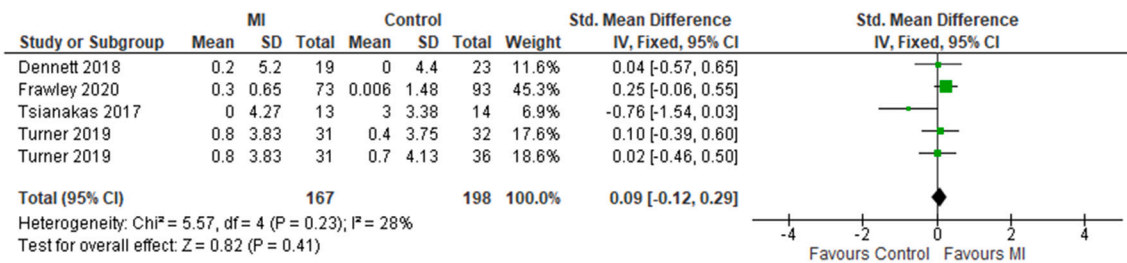 MI Control Std. Mean Difference Std. Mean Difference
Study or Subgroup Mean SD Total Mean SD Total Weight IV, Fixed, 95% CI IV, Fixed, 95% CI
Dennett 2018 0.2 5.2 19 0 4.4 23 11.6% 0.04 [-0.57, 0.65]
Frawley 2020 0.3 0.65 73 0.006 1.48 93 45.3% 0.25 [-0.06, 0.55]
Tsianakas 2017 0 4.27 13 3 3.38 14 6.9% -0.76 [-1.54, 0.03]
Turner 2019 0.8 3.83 31 0.4 3.75 32 17.6% 0.10 [-0.39, 0.60]
Turner 2019 0.8 3.83 31 0.7 4.13 36 18.6% 0.02 [-0.46, 0.50]
Total (95% CI) 167 198 100.0% 0.09 [-0.12, 0.29]
Heterogeneity: Chi² = 5.57, df = 4 (P = 0.23); I² = 28%
Test for overall effect: Z = 0.82 (P = 0.41)
-4 -2 0 2 4
Favours Control Favours MI